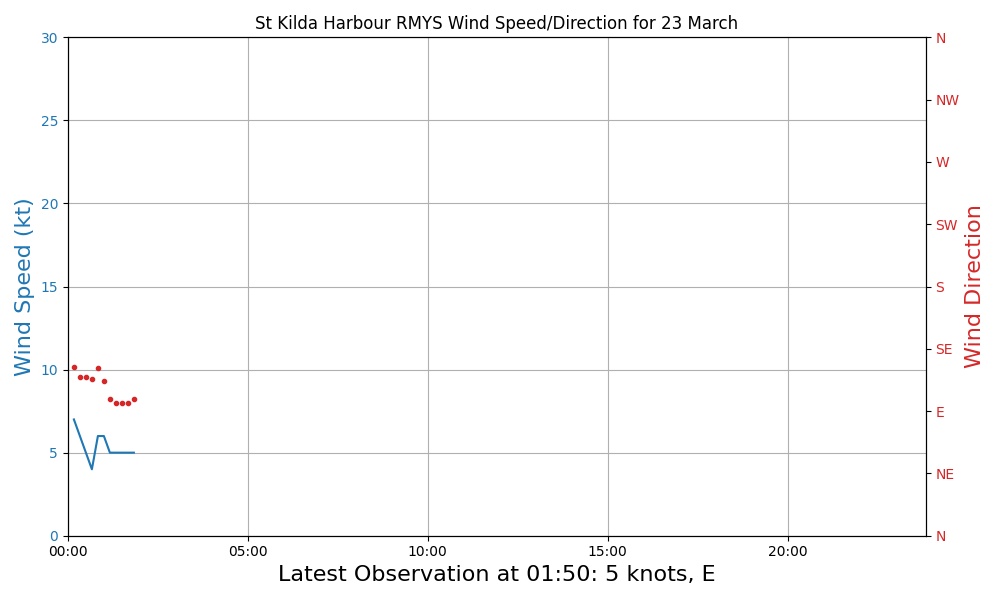 St Kilda Harbour RMYS Wind Speed/Direction for 23 March
30
25
20
15
10
5
0
Wind Speed (kt)
N
NW
W
SW
S
SE
E
NE
N
Wind Direction
00:00
05:00
10:00
15:00
20:00
Latest Observation at 01:50: 5 knots, E